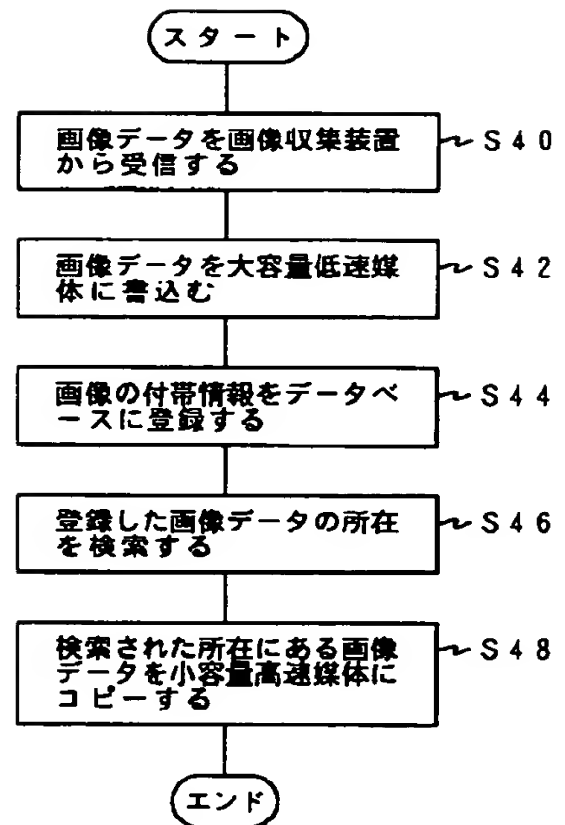 スタート
画像データを画像収集装置
から受信する
S40
画像データを大容量低速媒
体に書込む
S42
画像の付帯情報をデータベ
ースに登録する
S44
登録した画像データの所在
を検索する
S46
検索された所在にある画像
データを小容量高速媒体に
コピーする
S48
エンド